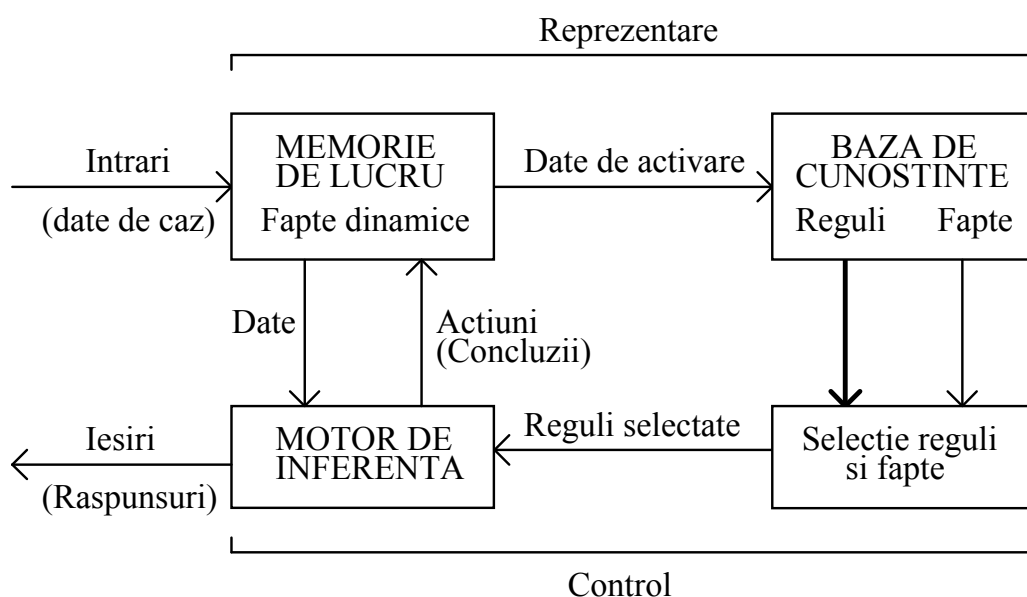 Reprezentare
Intrari
(date de caz)
MEMORIE
DE LUCRU
Fapte dinamice
Date de activare
BAZA DE
CUNOSTINTE
Reguli Fapte
Date
Actiuni
(Concluzii)
Iesiri
(Raspunsuri)
MOTOR DE
INFERENTA
Reguli selectate
Selectie reguli
si fapte
Control